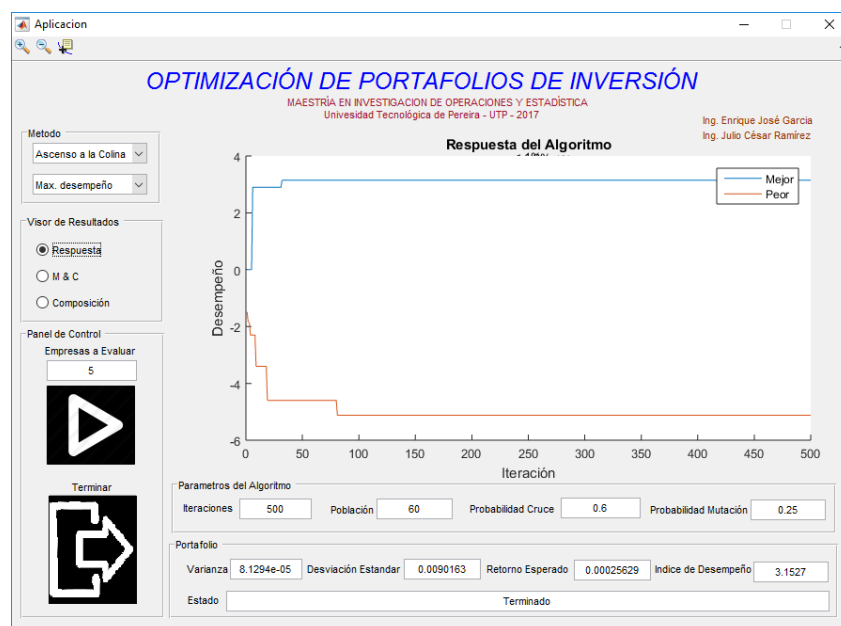 Aplicacion
OPTIMIZACIÓN DE PORTAFOLIOS DE INVERSIÓN
MAESTRÍA EN INVESTIGACION DE OPERACIONES Y ESTADÍSTICA
Univesidad Tecnológica de Pereira - UTP - 2017
Ing. Enrique José Garcia
Ing. Julio César Ramírez
Metodo
Ascenso a la Colina
Max. desempeño
Visor de Resultados
Respuesta
M & C
Composición
Panel de Control
Empresas a Evaluar
5
Terminar
Respuesta del Algoritmo
Mejor
Peor
Desempeño
4
2
0
-2
-4
-6
0 50 100 150 200 250 300 350 400 450 500
Iteración
Parametros del Algoritmo
Iteraciones 500 Población 60 Probabilidad Cruce 0.6 Probabilidad Mutación 0.25
Portafolio
Varianza 8.1294e-05 Desviación Estandar 0.0090163 Retorno Esperado 0.00025629 Indice de Desempeño 3.1527
Estado Terminado